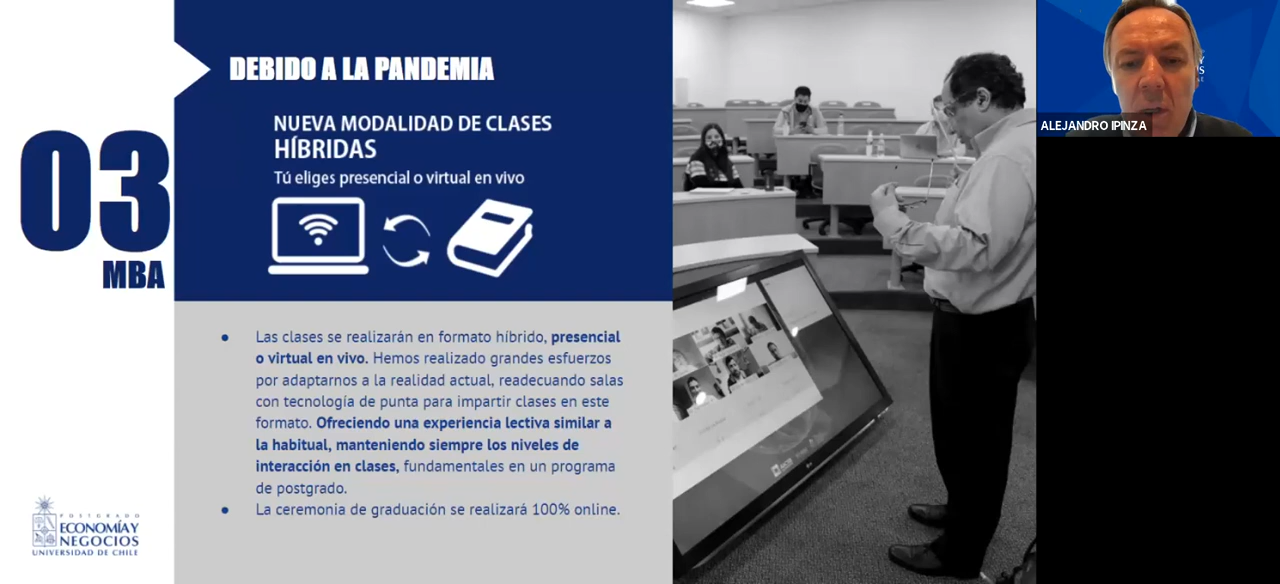 DEBIDO A LA PANDEMIA
NUEVA MODALIDAD DE CLASES
HÍBRIDAS
Tú eliges presencial o virtual en vivo
03
MBA
● Las clases se realizarán en formato híbrido, presencial
o virtual en vivo. Hemos realizado grandes esfuerzos
por adaptarnos a la realidad actual, readecuando salas
con tecnología de punta para impartir clases en este
formato. Ofreciendo una experiencia lectiva similar a
la habitual, manteniendo siempre los niveles de
interacción en clases, fundamentales en un programa
de postgrado.
● La ceremonia de graduación se realizará 100% online.
POSTGRADO
ECONOMÍA Y
NEGOCIOS
UNIVERSIDAD DE CHILE
ALEJANDRO IPINZA